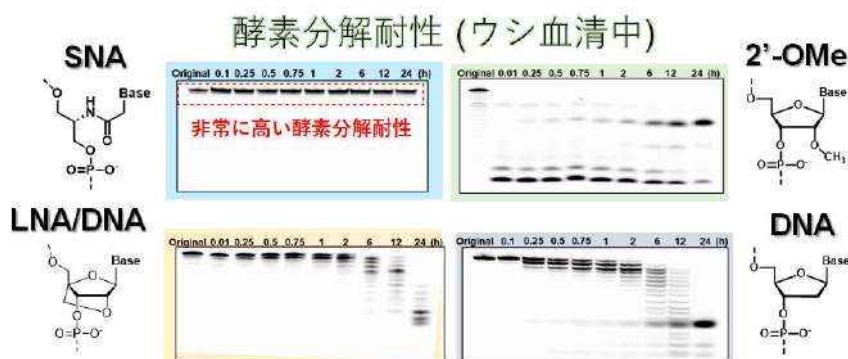 酵素分解耐性 (ウシ血清中)
SNA
Base
O
N
H
O
O
O=P-O⁻
Original 0.1 0.25 0.5 0.75 1 2 6 12 24 (h)
非常に高い酵素分解耐性
Original 0.01 0.25 0.5 0.75 1 2 6 12 24 (h)
2'-OMe
O
O
Base
O
O
CH₃
O=P-O⁻
LNA/DNA
O
O
Base
O
O
O=P-O⁻
Original 0.01 0.25 0.5 0.75 1 2 6 12 24 (h)
Original 0.1 0.25 0.5 0.75 1 2 6 12 24 (h)
DNA
O
O
Base
O
O=P-O⁻